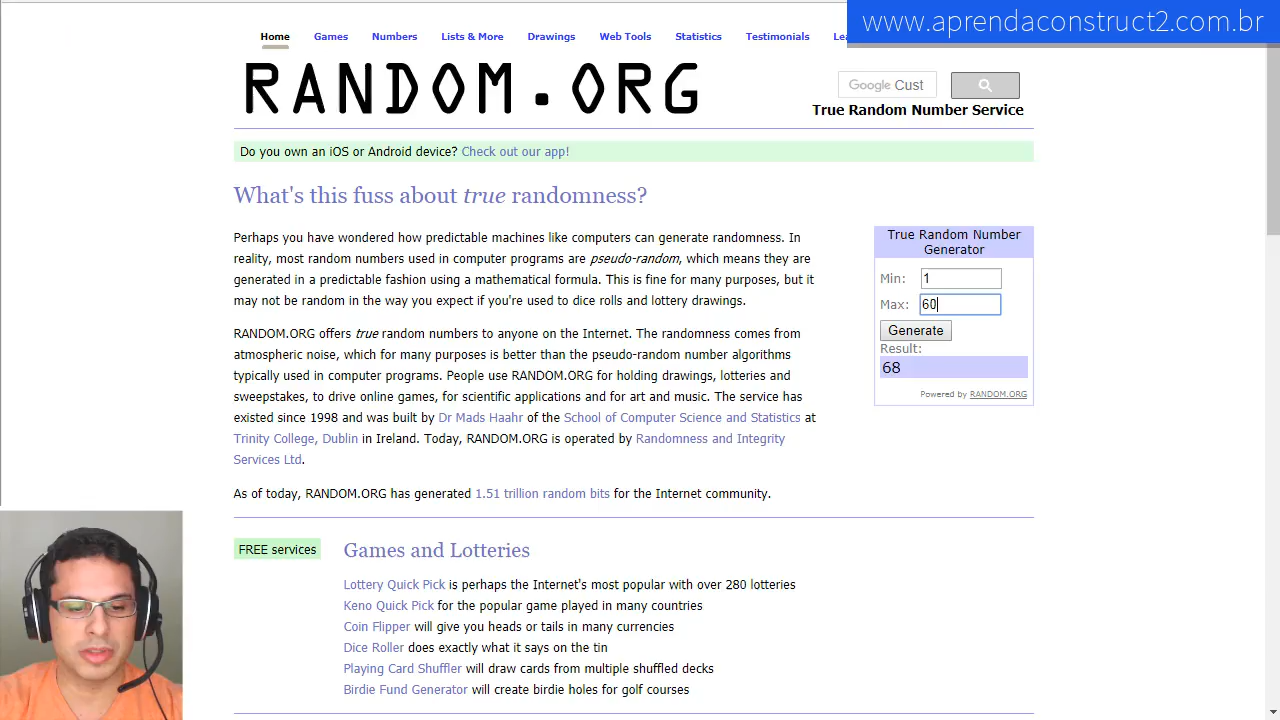 www.aprendaconstruct2.com.br
Home Games Numbers Lists & More Drawings Web Tools Statistics Testimonials
RANDOM.ORG
Google Cust
True Random Number Service
Do you own an iOS or Android device? Check out our app!
What's this fuss about true randomness?
Perhaps you have wondered how predictable machines like computers can generate randomness. In
reality, most random numbers used in computer programs are pseudo-random, which means they are
generated in a predictable fashion using a mathematical formula. This is fine for many purposes, but it
may not be random in the way you expect if you're used to dice rolls and lottery drawings.
RANDOM.ORG offers true random numbers to anyone on the Internet. The randomness comes from
atmospheric noise, which for many purposes is better than the pseudo-random number algorithms
typically used in computer programs. People use RANDOM.ORG for holding drawings, lotteries and
sweepstakes, to drive online games, for scientific applications and for art and music. The service has
existed since 1998 and was built by Dr Mads Haahr of the School of Computer Science and Statistics at
Trinity College, Dublin in Ireland. Today, RANDOM.ORG is operated by Randomness and Integrity
Services Ltd.
As of today, RANDOM.ORG has generated 1.51 trillion random bits for the Internet community.
True Random Number
Generator
Min: 1
Max: 60
Generate
Result:
68
Powered by RANDOM.ORG
FREE services
Games and Lotteries
Lottery Quick Pick is perhaps the Internet's most popular with over 280 lotteries
Keno Quick Pick for the popular game played in many countries
Coin Flipper will give you heads or tails in many currencies
Dice Roller does exactly what it says on the tin
Playing Card Shuffler will draw cards from multiple shuffled decks
Birdie Fund Generator will create birdie holes for golf courses